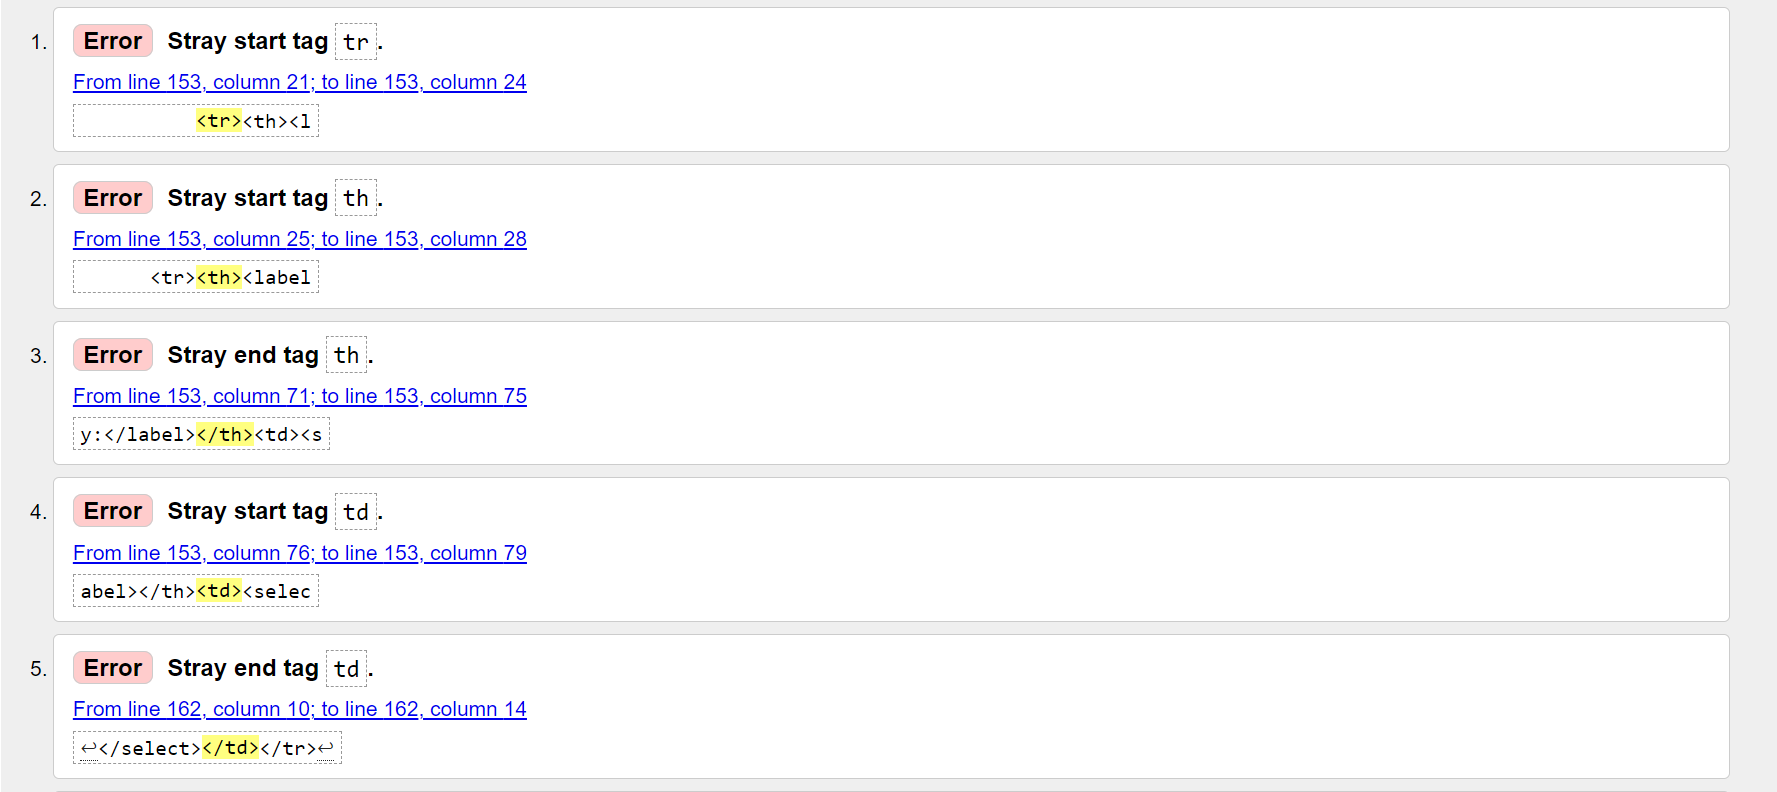 1. Error Stray start tag tr.
From line 153, column 21; to line 153, column 24
<tr><th><l
2. Error Stray start tag th.
From line 153, column 25; to line 153, column 28
<tr><th><label
3. Error Stray end tag th.
From line 153, column 71; to line 153, column 75
y:</label></th><td><s
4. Error Stray start tag td.
From line 153, column 76; to line 153, column 79
abel></th><td><selec
5. Error Stray end tag td.
From line 162, column 10; to line 162, column 14
↩</select></td></tr>↩